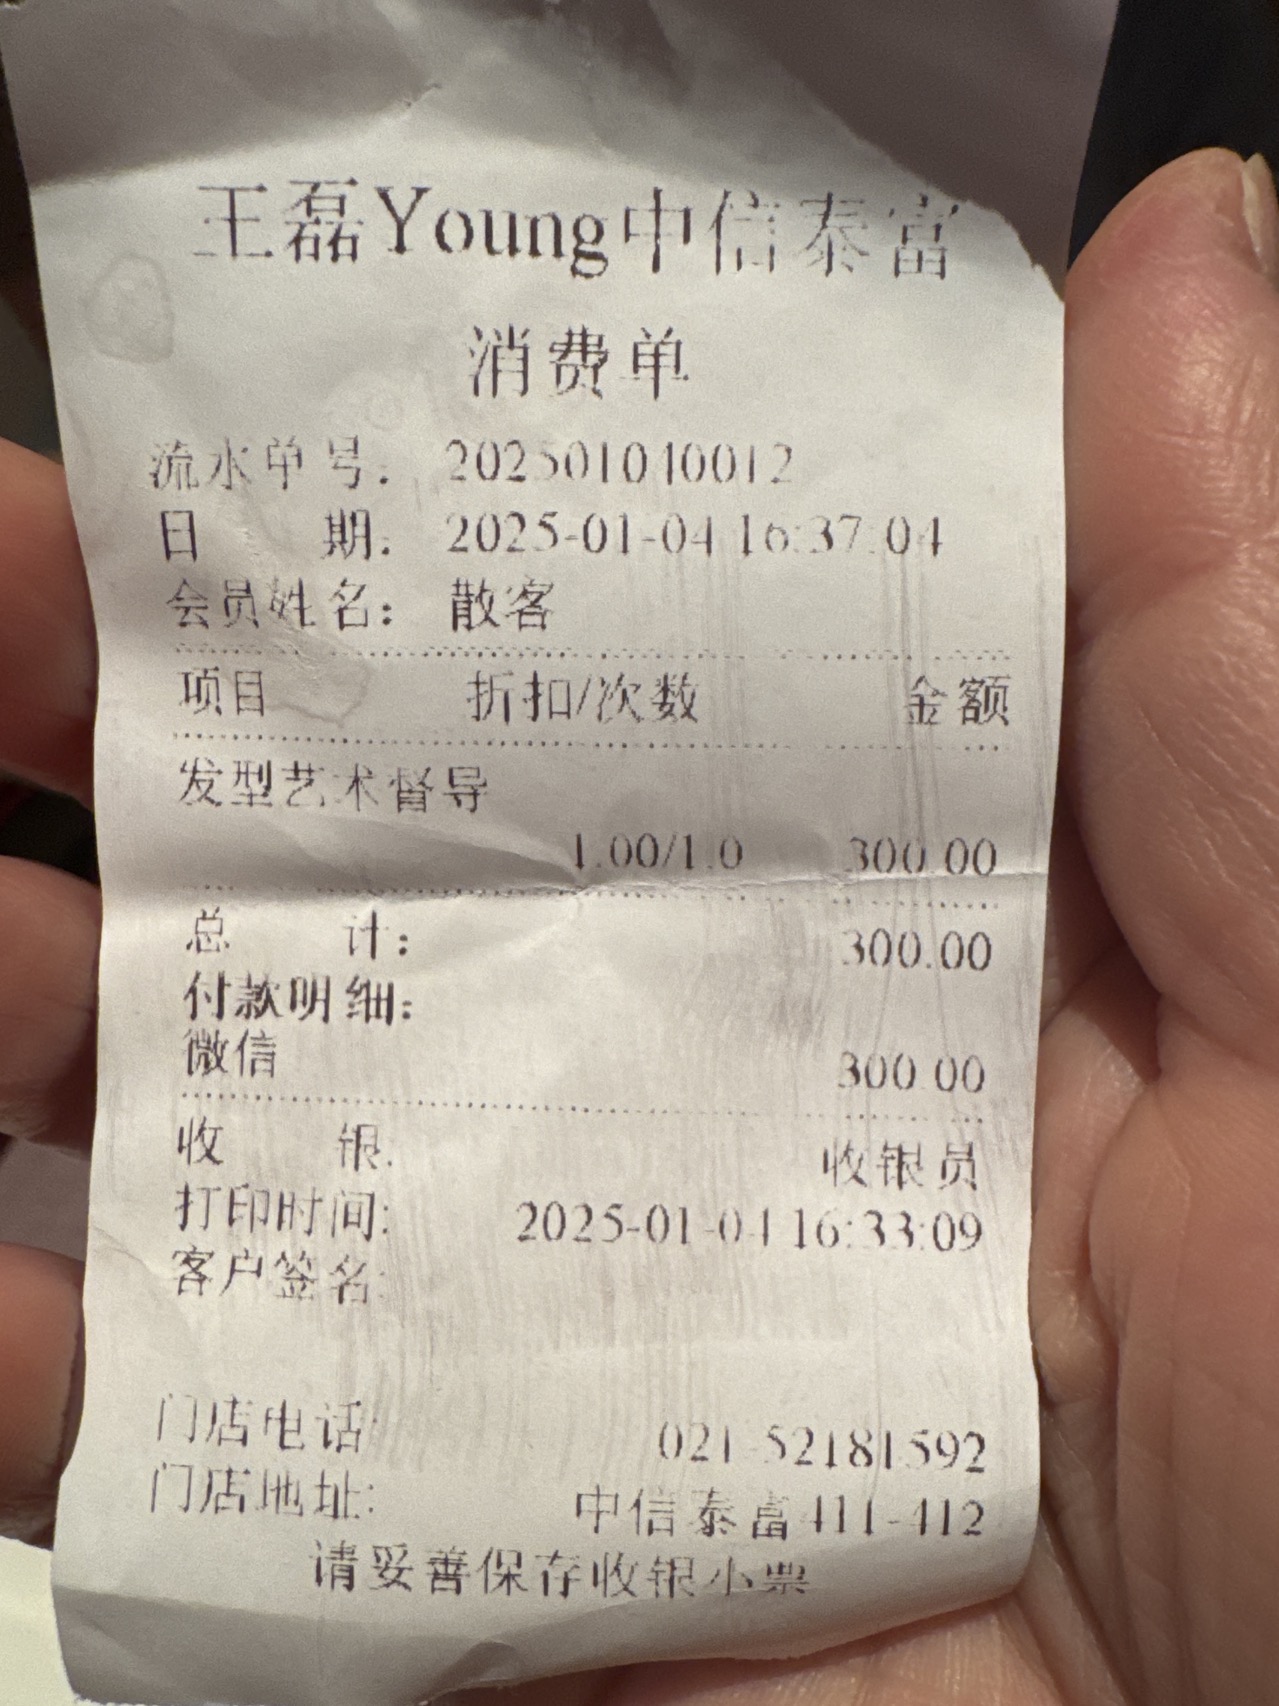 王磊Young中信泰富
消费单
流水单号: 202501040012
日 期: 2025-01-04 16:37:04
会员姓名: 散客
项目 折扣/次数 金额
发型艺术督导
1.00/1.0 300.00
总 计: 300.00
付款明细:
微信 300.00
收 银: 收银员
打印时间: 2025-01-04 16:33:09
客户签名:
门店电话: 021-52181592
门店地址: 中信泰富411-412
请妥善保存收银小票